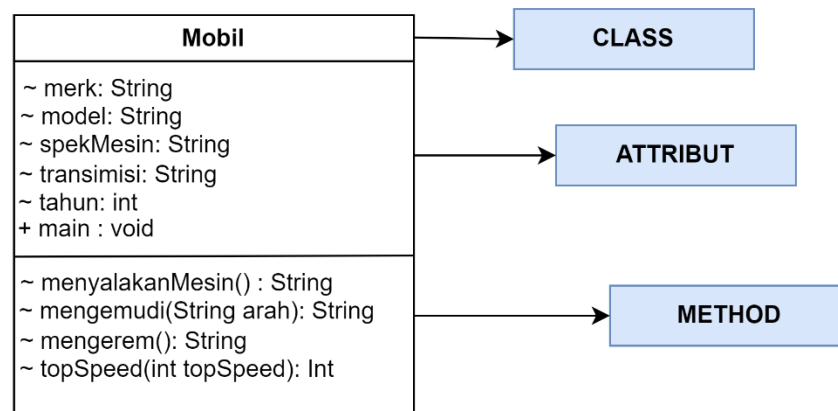 Mobil
CLASS
~ merk: String
~ model: String
~ spekMesin: String
~ transimisi: String
~ tahun: int
+ main : void
ATTRIBUT
~ menyalakanMesin() : String
~ mengemudi(String arah): String
~ mengerem(): String
~ topSpeed(int topSpeed): Int
METHOD